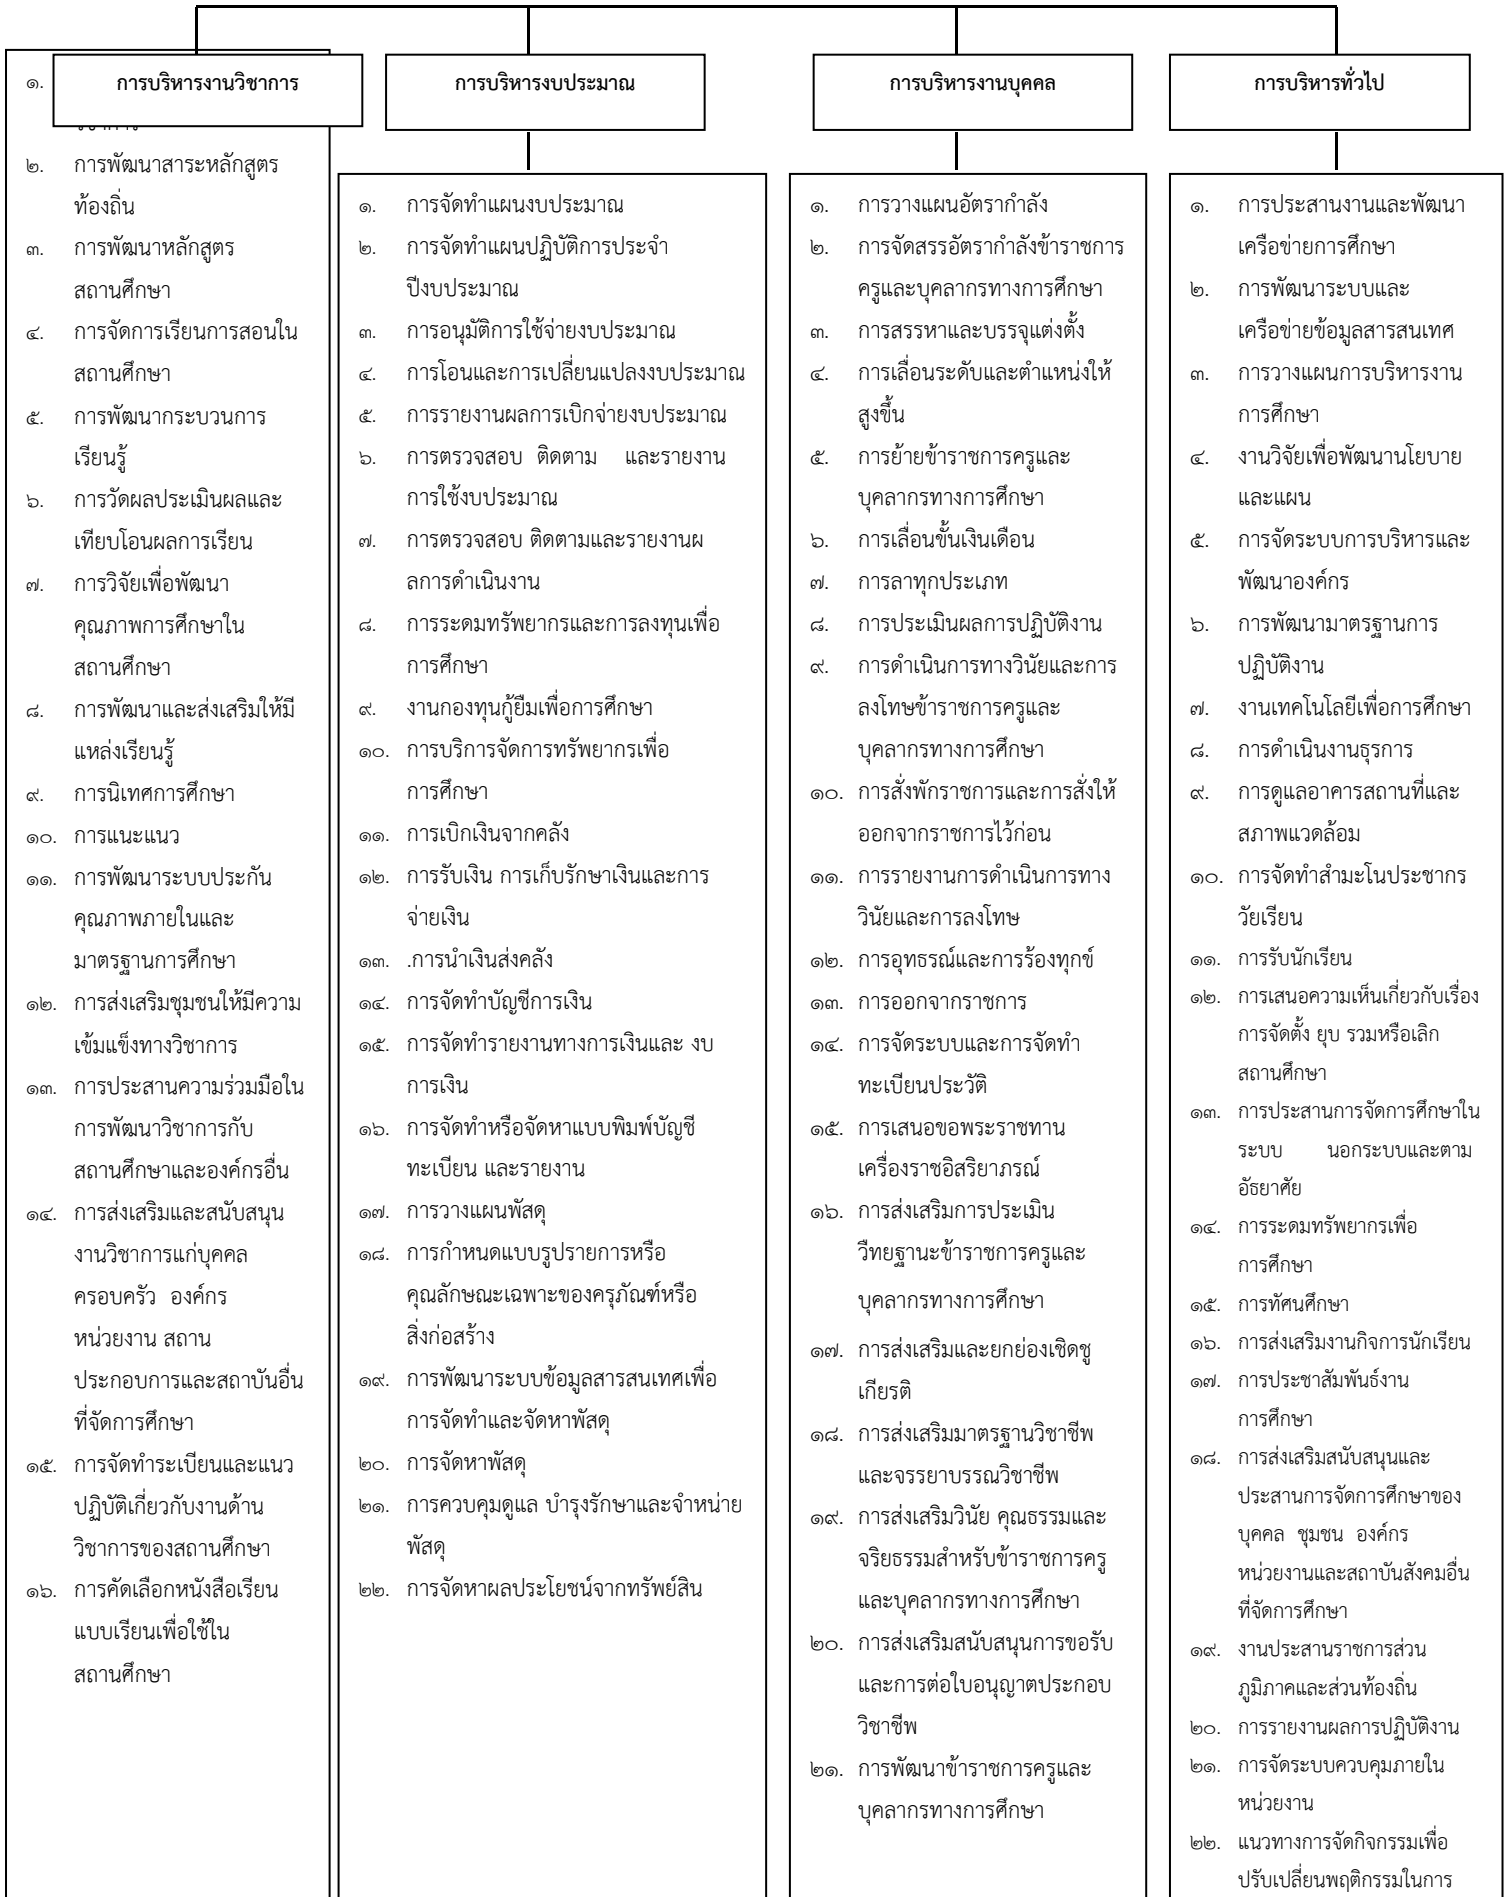 การบริหารงานวิชาการ
๑.
๒. การพัฒนาสาระหลักสูตร
ท้องถิ่น
๓. การพัฒนาหลักสูตร
สถานศึกษา
๔. การจัดการเรียนการสอนใน
สถานศึกษา
๕. การพัฒนากระบวนการ
เรียนรู้
๖. การวัดผลประเมินผลและ
เทียบโอนผลการเรียน
๗. การวิจัยเพื่อพัฒนา
คุณภาพการศึกษาใน
สถานศึกษา
๘. การพัฒนาและส่งเสริมให้มี
แหล่งเรียนรู้
๙. การนิเทศการศึกษา
๑๐. การแนะแนว
๑๑. การพัฒนาระบบประกัน
คุณภาพภายในและ
มาตรฐานการศึกษา
๑๒. การส่งเสริมชุมชนให้มีความ
เข้มแข็งทางวิชาการ
๑๓. การประสานความร่วมมือใน
การพัฒนาวิชาการกับ
สถานศึกษาและองค์กรอื่น
๑๔. การส่งเสริมและสนับสนุน
งานวิชาการแก่บุคคล
ครอบครัว องค์กร
หน่วยงาน สถาน
ประกอบการและสถาบันอื่น
ที่จัดการศึกษา
๑๕. การจัดทำระเบียนและแนว
ปฏิบัติเกี่ยวกับงานด้าน
วิชาการของสถานศึกษา
๑๖. การคัดเลือกหนังสือเรียน
แบบเรียนเพื่อใช้ใน
สถานศึกษา
การบริหารงบประมาณ
๑. การจัดทำแผนงบประมาณ
๒. การจัดทำแผนปฏิบัติการประจำ
ปีงบประมาณ
๓. การอนุมัติการใช้จ่ายงบประมาณ
๔. การโอนและการเปลี่ยนแปลงงบประมาณ
๕. การรายงานผลการเบิกจ่ายงบประมาณ
๖. การตรวจสอบ ติดตาม และรายงาน
การใช้งบประมาณ
๗. การตรวจสอบ ติดตามและรายงานผ
ลการดำเนินงาน
๘. การระดมทรัพยากรและการลงทุนเพื่อ
การศึกษา
๙. งานกองทุนกู้ยืมเพื่อการศึกษา
๑๐. การบริการจัดการทรัพยากรเพื่อ
การศึกษา
๑๑. การเบิกเงินจากคลัง
๑๒. การรับเงิน การเก็บรักษาเงินและการ
จ่ายเงิน
๑๓. .การนำเงินส่งคลัง
๑๔. การจัดทำบัญชีการเงิน
๑๕. การจัดทำรายงานทางการเงินและ งบ
การเงิน
๑๖. การจัดทำหรือจัดหาแบบพิมพ์บัญชี
ทะเบียน และรายงาน
๑๗. การวางแผนพัสดุ
๑๘. การกำหนดแบบรูปรายการหรือ
คุณลักษณะเฉพาะของครุภัณฑ์หรือ
สิ่งก่อสร้าง
๑๙. การพัฒนาระบบข้อมูลสารสนเทศเพื่อ
การจัดทำและจัดหาพัสดุ
๒๐. การจัดหาพัสดุ
๒๑. การควบคุมดูแล บำรุงรักษาและจำหน่าย
พัสดุ
๒๒. การจัดหาผลประโยชน์จากทรัพย์สิน
การบริหารงานบุคคล
๑. การวางแผนอัตรากำลัง
๒. การจัดสรรอัตรากำลังข้าราชการ
ครูและบุคลากรทางการศึกษา
๓. การสรรหาและบรรจุแต่งตั้ง
๔. การเลื่อนระดับและตำแหน่งให้
สูงขึ้น
๕. การย้ายข้าราชการครูและ
บุคลากรทางการศึกษา
๖. การเลื่อนขั้นเงินเดือน
๗. การลาทุกประเภท
๘. การประเมินผลการปฏิบัติงาน
๙. การดำเนินการทางวินัยและการ
ลงโทษข้าราชการครูและ
บุคลากรทางการศึกษา
๑๐. การสั่งพักราชการและการสั่งให้
ออกจากราชการไว้ก่อน
๑๑. การรายงานการดำเนินการทาง
วินัยและการลงโทษ
๑๒. การอุทธรณ์และการร้องทุกข์
๑๓. การออกจากราชการ
๑๔. การจัดระบบและการจัดทำ
ทะเบียนประวัติ
๑๕. การเสนอขอพระราชทาน
เครื่องราชอิสริยาภรณ์
๑๖. การส่งเสริมการประเมิน
วืทยฐานะข้าราชการครูและ
บุคลากรทางการศึกษา
๑๗. การส่งเสริมและยกย่องเชิดชู
เกียรติ
๑๘. การส่งเสริมมาตรฐานวิชาชีพ
และจรรยาบรรณวิชาชีพ
๑๙. การส่งเสริมวินัย คุณธรรมและ
จริยธรรมสำหรับข้าราชการครู
และบุคลากรทางการศึกษา
๒๐. การส่งเสริมสนับสนุนการขอรับ
และการต่อใบอนุญาตประกอบ
วิชาชีพ
๒๑. การพัฒนาข้าราชการครูและ
บุคลากรทางการศึกษา
การบริหารทั่วไป
๑. การประสานงานและพัฒนา
เครือข่ายการศึกษา
๒. การพัฒนาระบบและ
เครือข่ายข้อมูลสารสนเทศ
๓. การวางแผนการบริหารงาน
การศึกษา
๔. งานวิจัยเพื่อพัฒนานโยบาย
และแผน
๕. การจัดระบบการบริหารและ
พัฒนาองค์กร
๖. การพัฒนามาตรฐานการ
ปฏิบัติงาน
๗. งานเทคโนโลยีเพื่อการศึกษา
๘. การดำเนินงานธุรการ
๙. การดูแลอาคารสถานที่และ
สภาพแวดล้อม
๑๐. การจัดทำสำมะโนประชากร
วัยเรียน
๑๑. การรับนักเรียน
๑๒. การเสนอความเห็นเกี่ยวกับเรื่อง
การจัดตั้ง ยุบ รวมหรือเลิก
สถานศึกษา
๑๓. การประสานการจัดการศึกษาใน
ระบบ นอกระบบและตาม
อัธยาศัย
๑๔. การระดมทรัพยากรเพื่อ
การศึกษา
๑๕. การทัศนศึกษา
๑๖. การส่งเสริมงานกิจการนักเรียน
๑๗. การประชาสัมพันธ์งาน
การศึกษา
๑๘. การส่งเสริมสนับสนุนและ
ประสานการจัดการศึกษาของ
บุคคล ชุมชน องค์กร
หน่วยงานและสถาบันสังคมอื่น
ที่จัดการศึกษา
๑๙. งานประสานราชการส่วน
ภูมิภาคและส่วนท้องถิ่น
๒๐. การรายงานผลการปฏิบัติงาน
๒๑. การจัดระบบควบคุมภายใน
หน่วยงาน
๒๒. แนวทางการจัดกิจกรรมเพื่อ
ปรับเปลี่ยนพฤติกรรมในการ